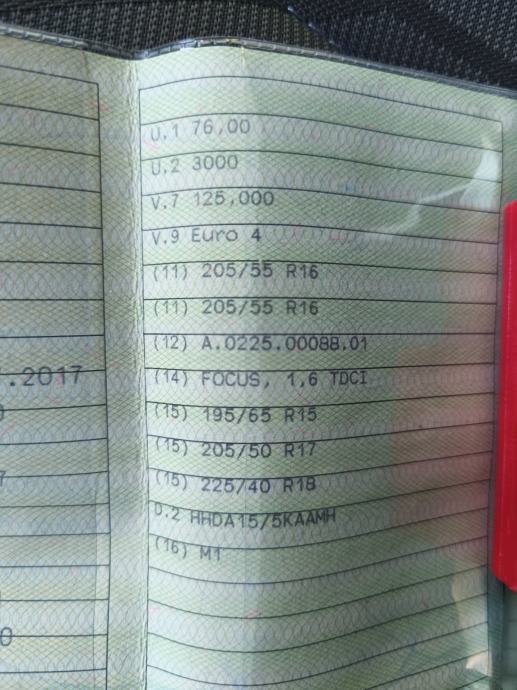 U.1 76,00
U.2 3000
V.7 125,000
V.9 Euro 4
(11) 205/55 R16
(11) 205/55 R16
(12) A.0225.00088.01
.2017
(14) FOCUS, 1,6 TDCI
(15) 195/65 R15
(15) 205/50 R17
(15) 225/40 R18
D.2 HHDA15/5KAAMH
(16) M1